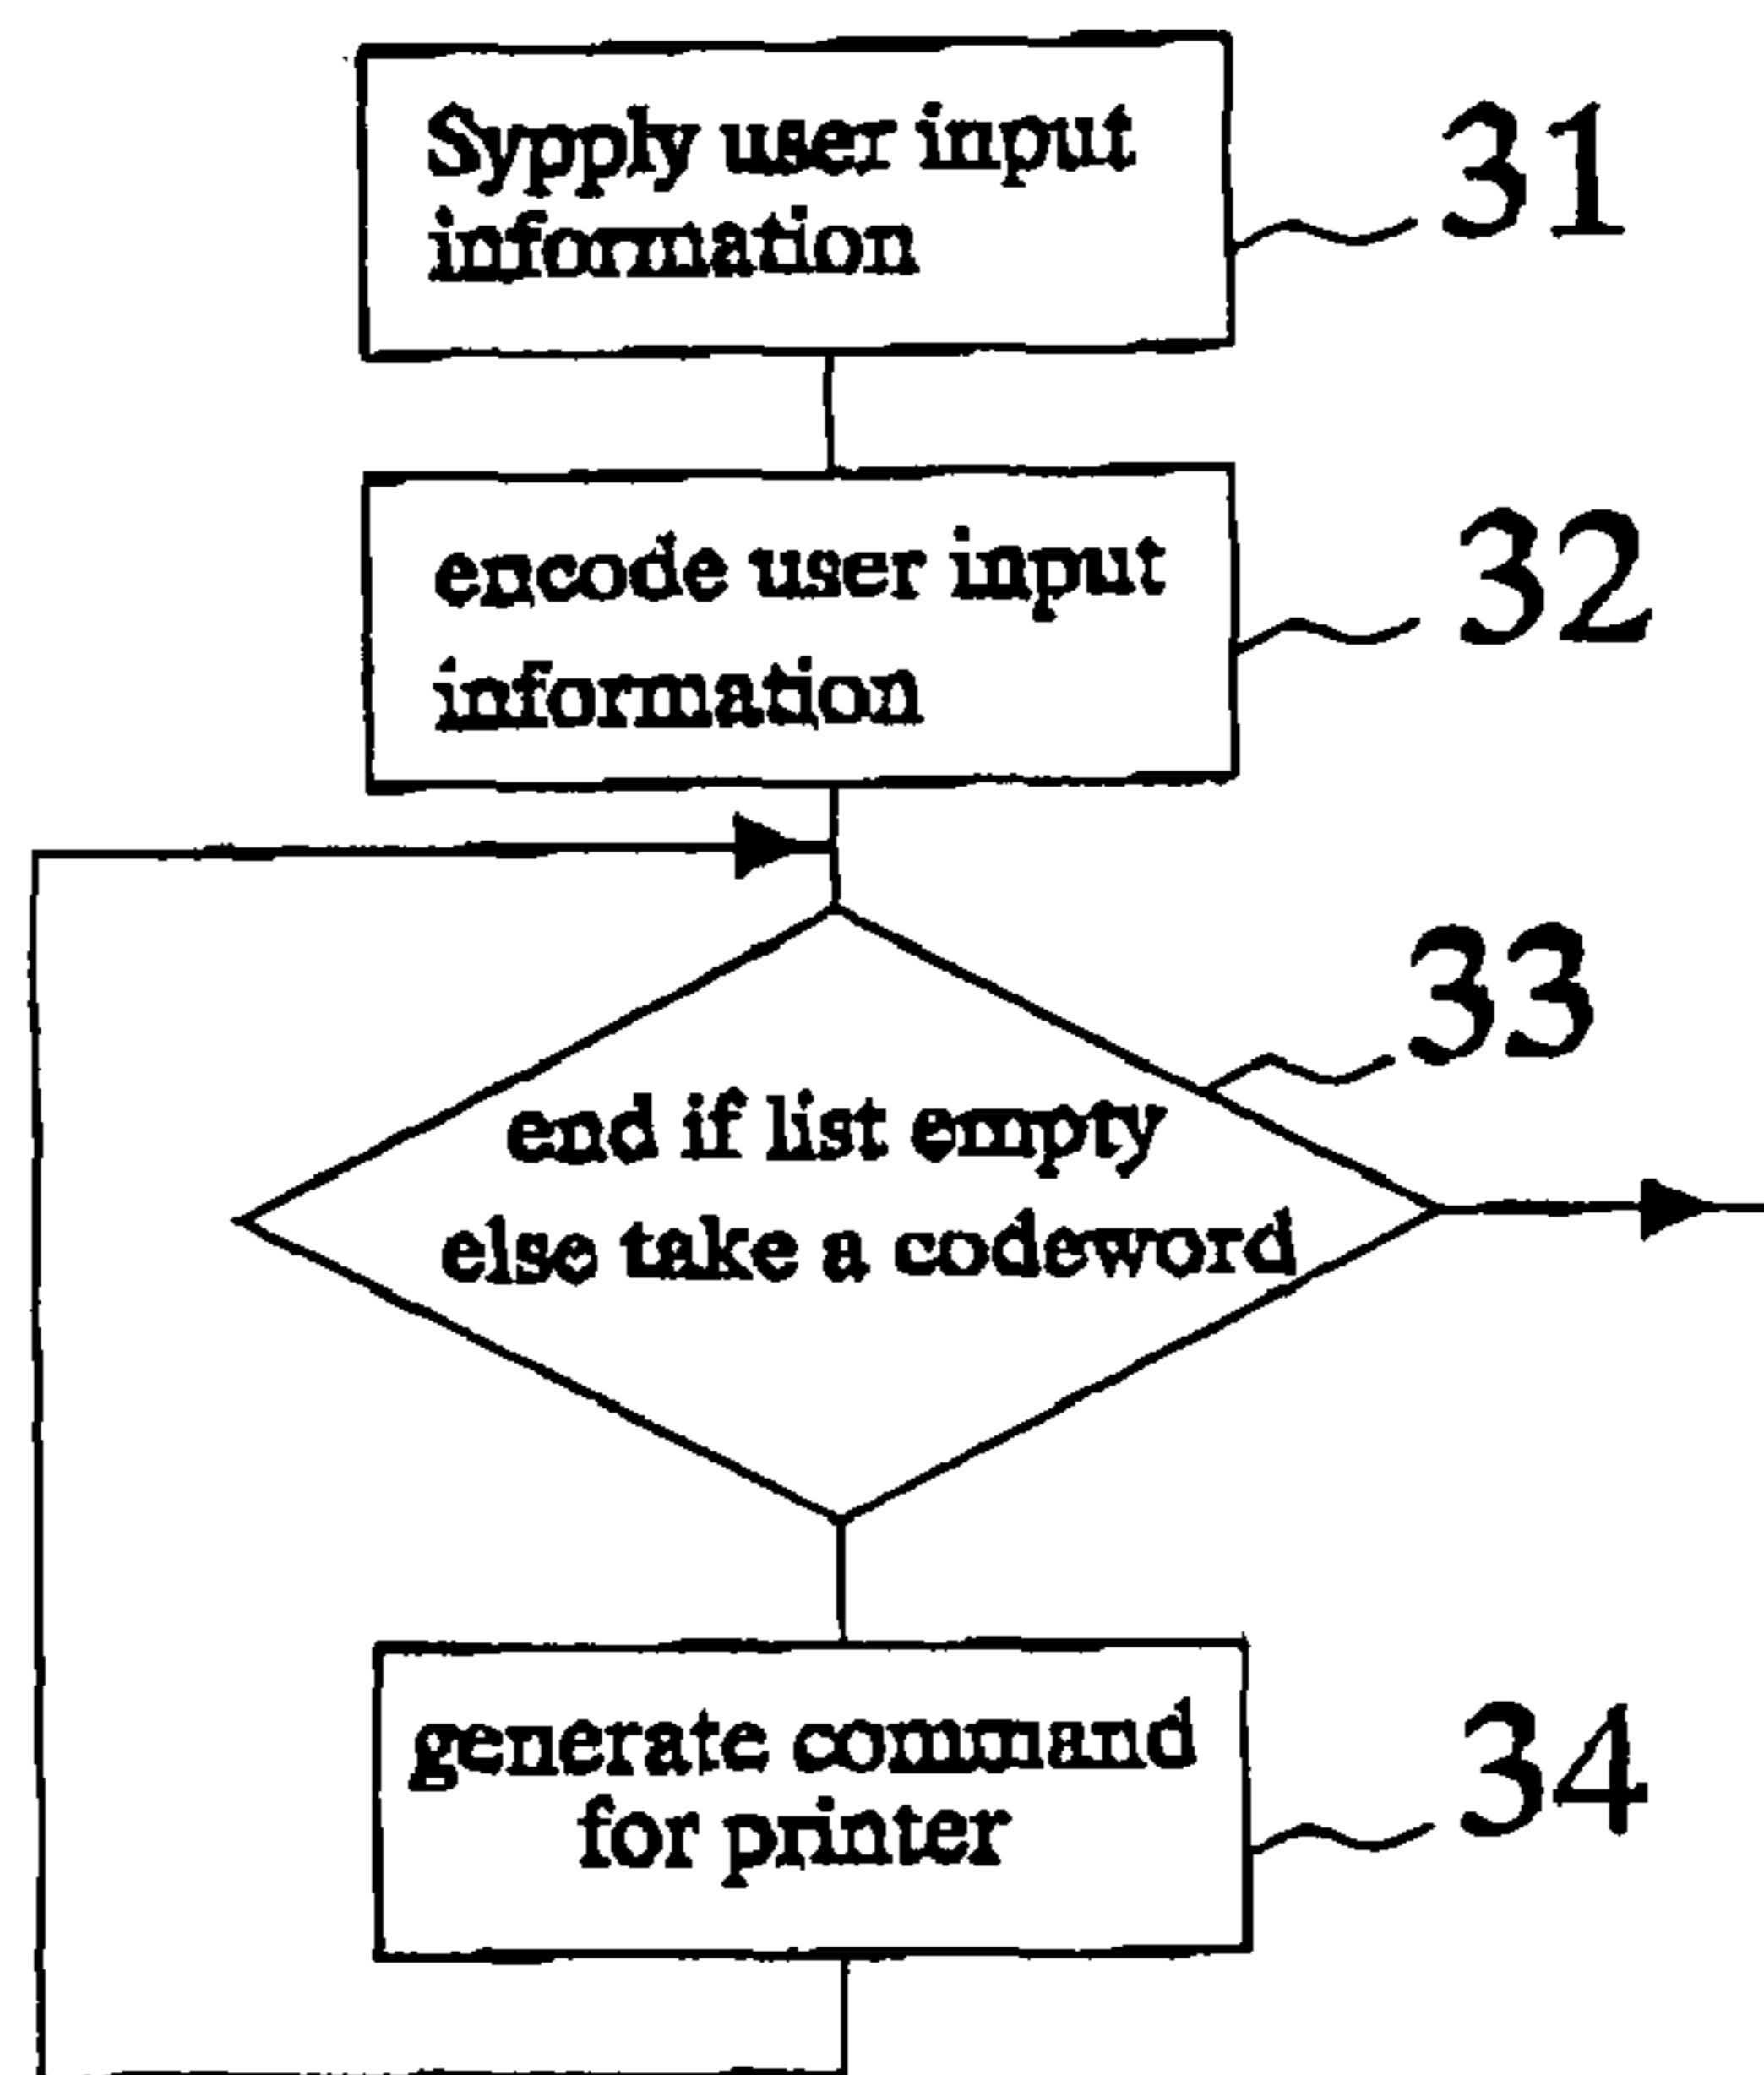 Sypply user input
information
31
encode user input
information
32
33
end if list empty
else take a codeword
generate command
for printer
34